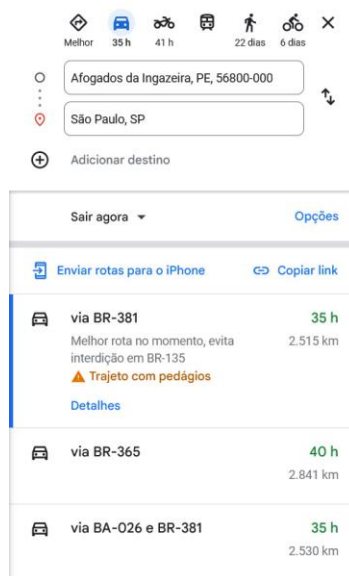 Melhor 35 h 41 h 22 dias 6 dias
Afogados da Ingazeira, PE, 56800-000
São Paulo, SP
Adicionar destino
Sair agora Opções
Enviar rotas para o iPhone Copiar link
via BR-381 35 h
Melhor rota no momento, evita 2.515 km
interdição em BR-135
Trajeto com pedágios
Detalhes
via BR-365 40 h
2.841 km
via BA-026 e BR-381 35 h
2.530 km